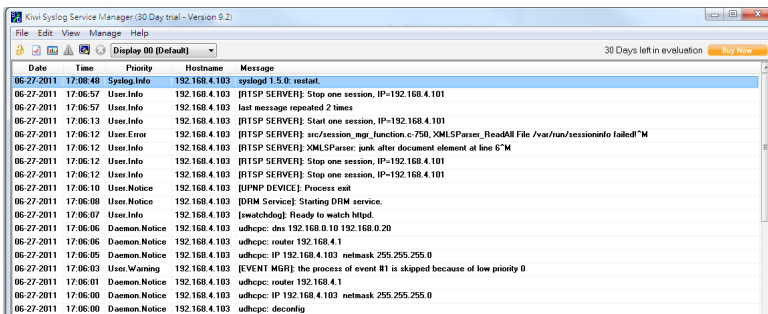 Kiwi Syslog Service Manager (30 Day trial - Version 9.2)
File Edit View Manage Help
Display 00 (Default) 30 Days left in evaluation Buy Now
Date Time Priority Hostname Message
06-27-2011 17:08:48 Syslog.Info 192.168.4.103 syslogd 1.5.0: restart.
06-27-2011 17:06:57 User.Info 192.168.4.103 [RTSP SERVER]: Stop one session, IP=192.168.4.101
06-27-2011 17:06:57 User.Info 192.168.4.103 last message repeated 2 times
06-27-2011 17:06:13 User.Info 192.168.4.103 [RTSP SERVER]: Start one session, IP=192.168.4.101
06-27-2011 17:06:12 User.Error 192.168.4.103 [RTSP SERVER]: src/session_mgr_function.c-750, XMLSParser_ReadAll File /var/run/sessioninfo failed!^M
06-27-2011 17:06:12 User.Info 192.168.4.103 [RTSP SERVER]: XMLSParser: junk after document element at line 6^M
06-27-2011 17:06:12 User.Info 192.168.4.103 [RTSP SERVER]: Stop one session, IP=192.168.4.101
06-27-2011 17:06:12 User.Info 192.168.4.103 [RTSP SERVER]: Stop one session, IP=192.168.4.101
06-27-2011 17:06:10 User.Notice 192.168.4.103 [UPNP DEVICE]: Process exit
06-27-2011 17:06:08 User.Notice 192.168.4.103 [DRM Service]: Starting DRM service.
06-27-2011 17:06:07 User.Info 192.168.4.103 [swatchdog]: Ready to watch httpd.
06-27-2011 17:06:06 Daemon.Notice 192.168.4.103 udhcpc: dns 192.168.0.10 192.168.0.20
06-27-2011 17:06:06 Daemon.Notice 192.168.4.103 udhcpc: router 192.168.4.1
06-27-2011 17:06:05 Daemon.Notice 192.168.4.103 udhcpc: IP 192.168.4.103 netmask 255.255.255.0
06-27-2011 17:06:03 User.Warning 192.168.4.103 [EVENT MGR]: the process of event #1 is skipped because of low priority 0
06-27-2011 17:06:01 Daemon.Notice 192.168.4.103 udhcpc: router 192.168.4.1
06-27-2011 17:06:00 Daemon.Notice 192.168.4.103 udhcpc: IP 192.168.4.103 netmask 255.255.255.0
06-27-2011 17:06:00 Daemon.Notice 192.168.4.103 udhcpc: deconfig